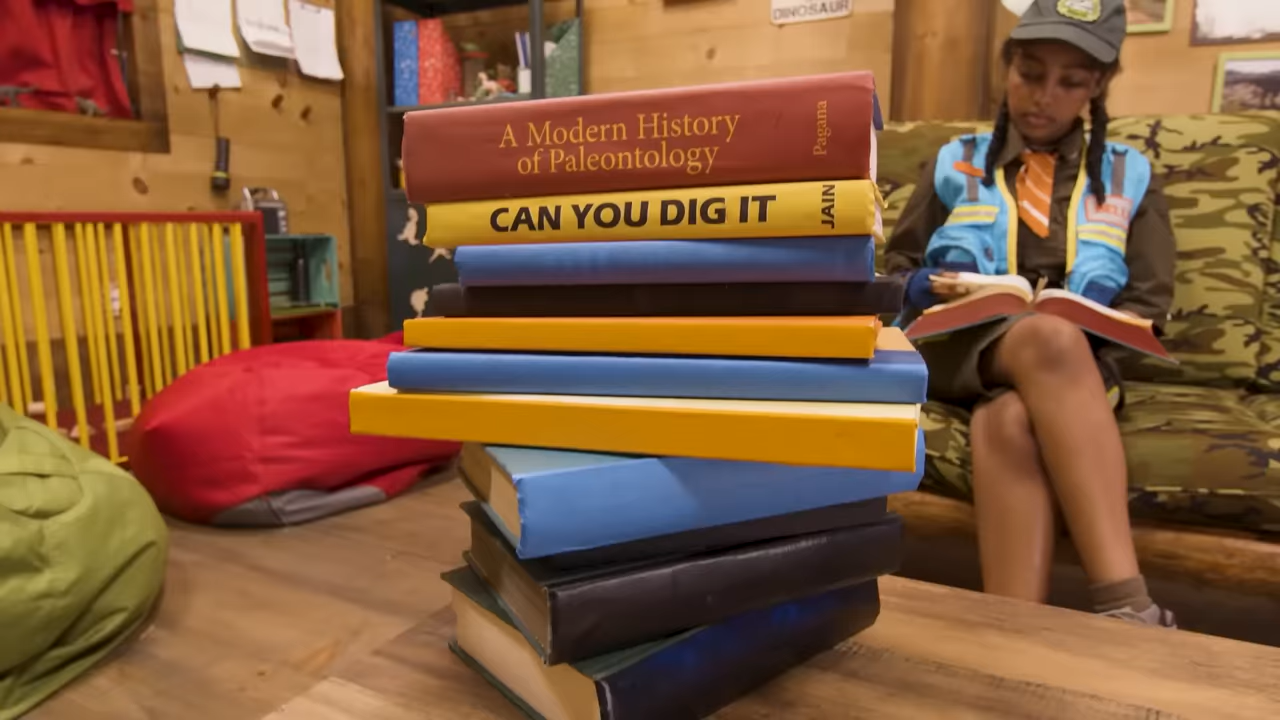 DINOSAUR
A Modern History
of Paleontology
Pagana
CAN YOU DIG IT
JAIN